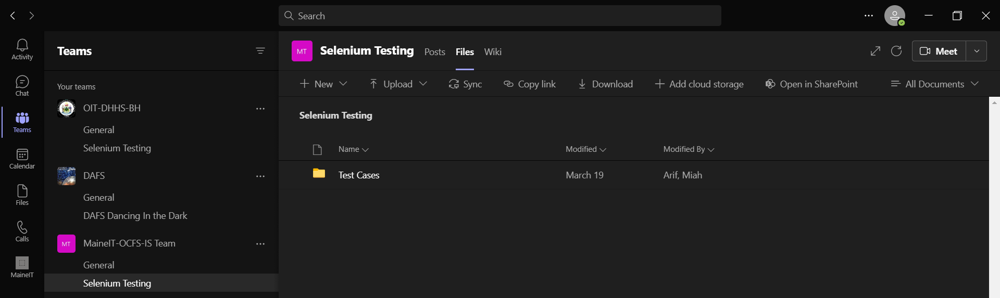 Search
Activity
Chat
Teams
Calendar
Files
Calls
MaineIT
Teams
Your teams
OIT-DHHS-BH
General
Selenium Testing
DAFS
General
DAFS Dancing In the Dark
MT MaineIT-OCFS-IS Team
General
Selenium Testing
MT Selenium Testing Posts Files Wiki Meet
New Upload Sync Copy link Download Add cloud storage Open in SharePoint All Documents
Selenium Testing
Name Modified Modified By
Test Cases March 19 Arif, Miah